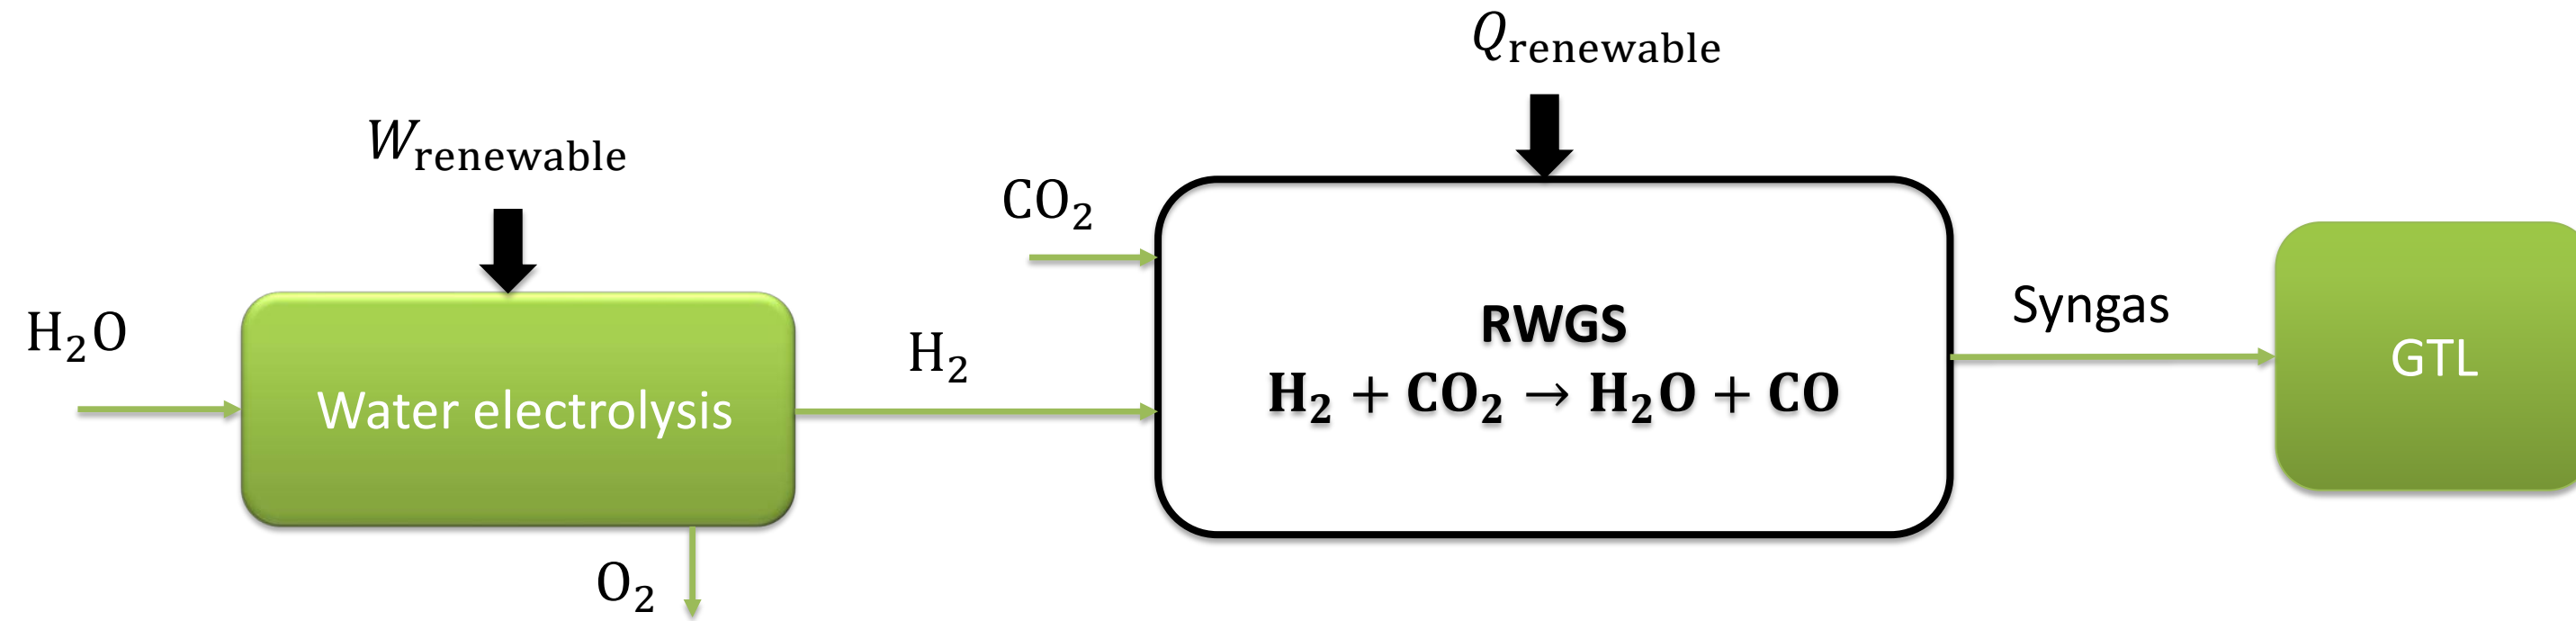 Q_renewable
W_renewable
CO₂
H₂O
Water electrolysis
H₂
RWGS
H₂ + CO₂ → H₂O + CO
Syngas
GTL
O₂